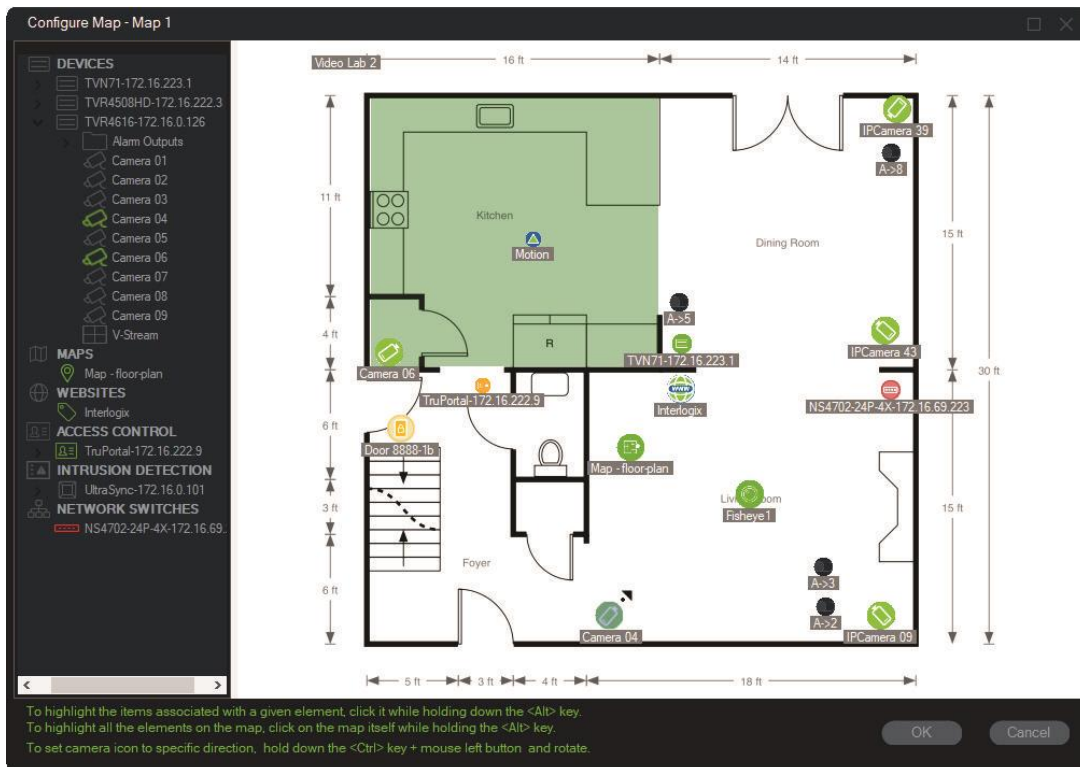 Configure Map - Map 1
DEVICES
TVN71-172.16.223.1
TVR4508HD-172.16.222.3
TVR4616-172.16.0.126
Alarm Outputs
Camera 01
Camera 02
Camera 03
Camera 04
Camera 05
Camera 06
Camera 07
Camera 08
Camera 09
V-Stream
MAPS
Map - floor-plan
WEBSITES
Interlogix
ACCESS CONTROL
TruPortal-172.16.222.9
INTRUSION DETECTION
UltraSync-172.16.0.101
NETWORK SWITCHES
NS4702-24P-4X-172.16.69..
Video Lab 2
16 ft
14 ft
IPCamera 39
A->8
11 ft
Kitchen
Motion
Dining Room
15 ft
A->5
4 ft
R
TVN71-172.16.223.1
IPCamera 43
Camera 06
30 ft
TruPortal-172.16.222.9
WWW
Interlogix
NS4702-24P-4X-172.16.69.223
6 ft
Door 8888-1b
Map - floor-plan
3 ft
Living Room
Fisheye1
15 ft
Foyer
A->3
6 ft
A->2
Camera 04
IPCamera 09
5 ft
3 ft
4 ft
18 ft
To highlight the items associated with a given element, click it while holding down the <Alt> key.
To highlight all the elements on the map, click on the map itself while holding the <Alt> key.
To set camera icon to specific direction, hold down the <Ctrl> key + mouse left button and rotate.
OK
Cancel